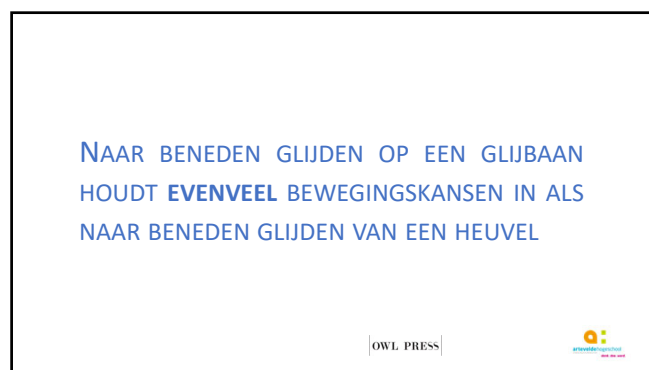 NAAR BENEDEN GLIJDEN OP EEN GLIJBAAN
HOUDT EVENVEEL BEWEGINGSKANSEN IN ALS
NAAR BENEDEN GLIJDEN VAN EEN HEUVEL
OWL PRESS
a:
arteveldehogeschool